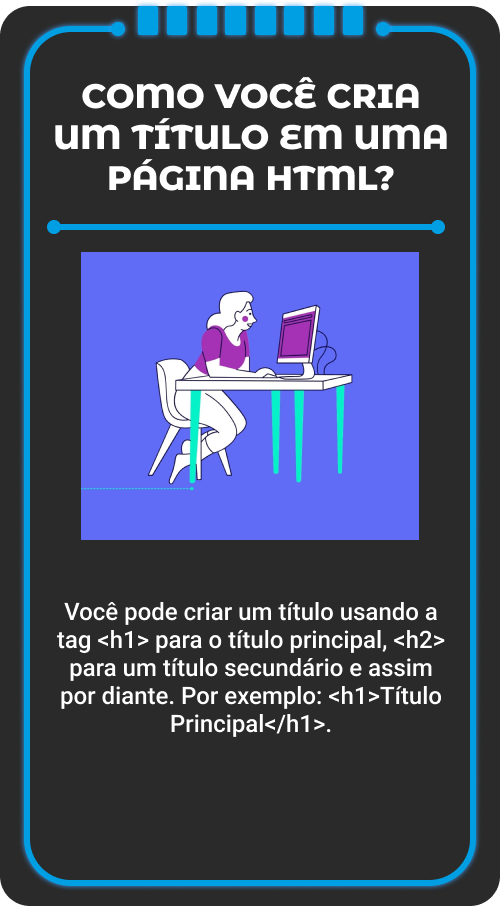 COMO VOCÊ CRIA
UM TÍTULO EM UMA
PÁGINA HTML?
Você pode criar um título usando a
tag <h1> para o título principal, <h2>
para um título secundário e assim
por diante. Por exemplo: <h1>Título
Principal</h1>.